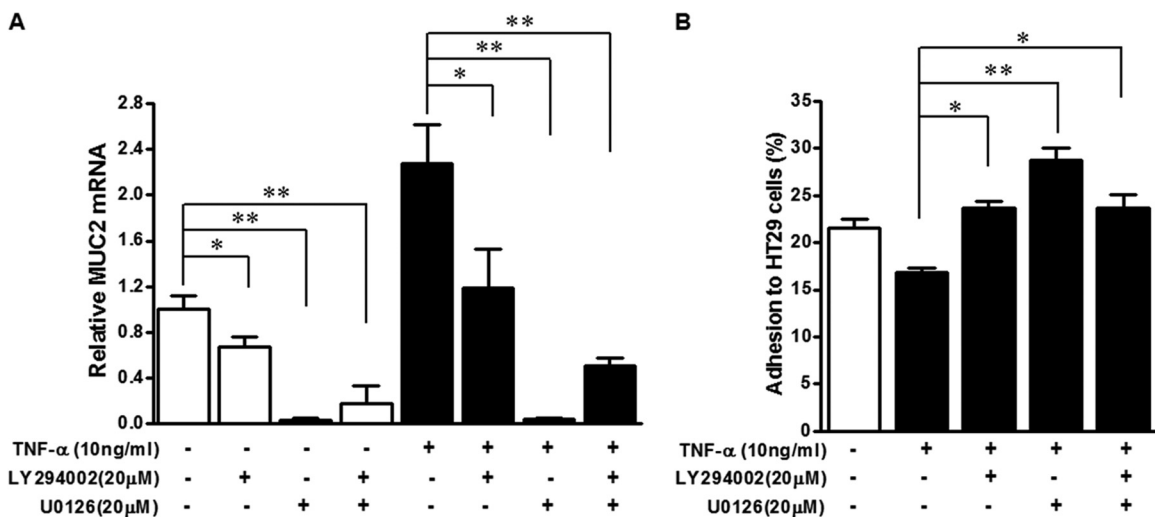 A
Relative MUC2 mRNA
2.8
2.4
2.0
1.6
1.2
0.8
0.4
0.0
*
**
**
*
**
**
TNF-α (10ng/ml) - - - - + + + +
LY294002(20μM) - + - + - + - +
U0126(20μM) - - + + - - + +
B
Adhesion to HT29 cells (%)
35
30
25
20
15
10
5
0
*
**
*
TNF-α (10ng/ml) - + + + +
LY294002(20μM) - - + - +
U0126(20μM) - - - + +